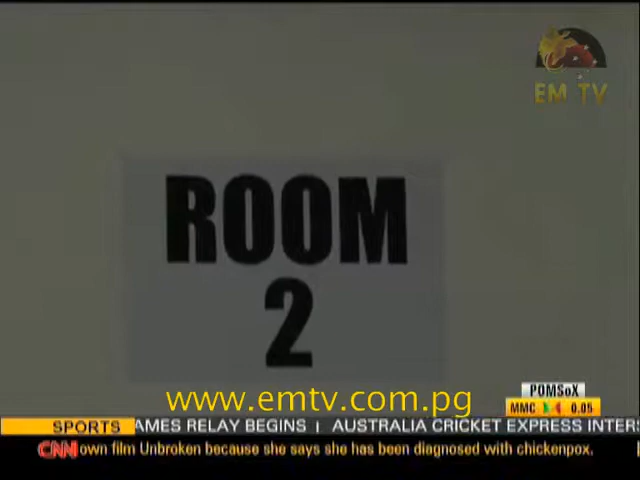 EM TV
ROOM
2
www.emtv.com.pg
POMSoX
MMC 0.05
SPORTS AMES RELAY BEGINS | AUSTRALIA CRICKET EXPRESS INTER
CNN own film Unbroken because she says she has been diagnosed with chickenpox.